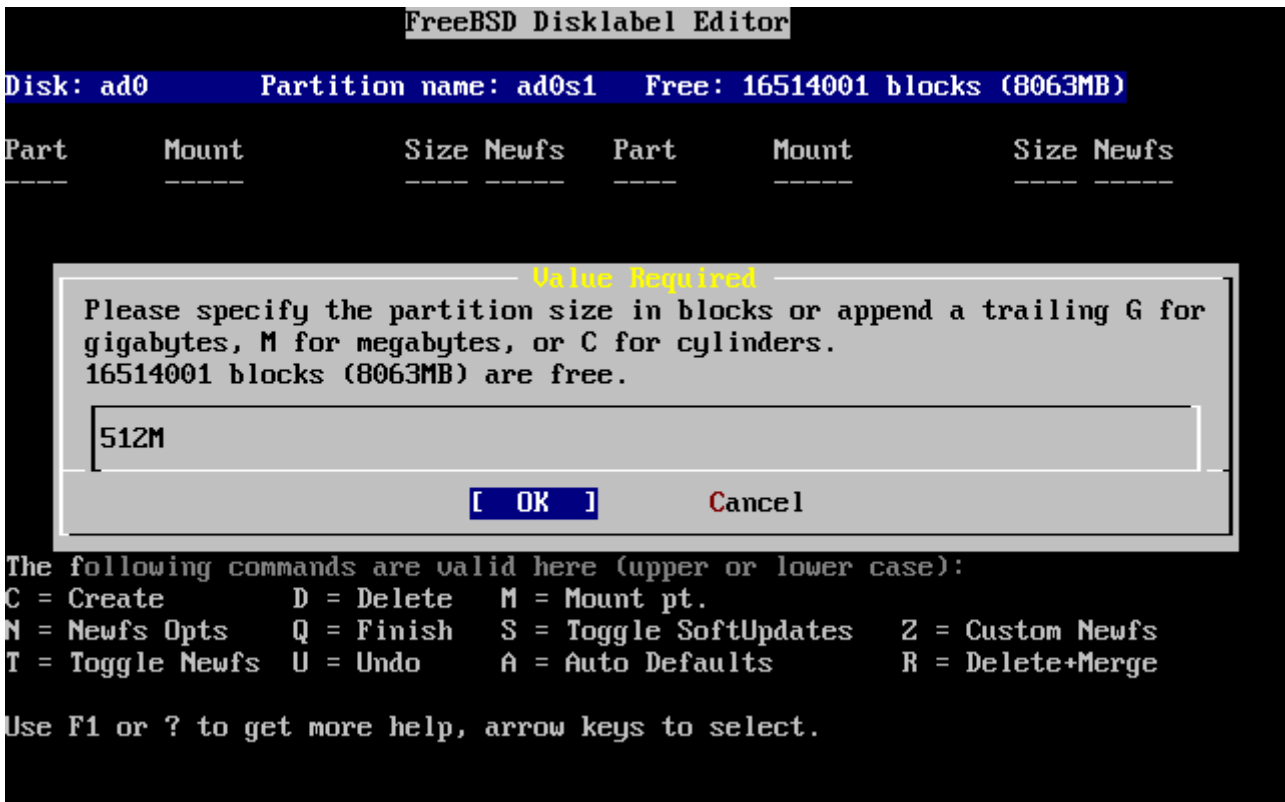 FreeBSD Disklabel Editor
Disk: ad0 Partition name: ad0s1 Free: 16514001 blocks (8063MB)
Part Mount Size Newfs Part Mount Size Newfs
---- ----- ---- ----- ---- ----- ---- -----
Value Required
Please specify the partition size in blocks or append a trailing G for
gigabytes, M for megabytes, or C for cylinders.
16514001 blocks (8063MB) are free.
512M
[ OK ] Cancel
The following commands are valid here (upper or lower case):
C = Create D = Delete M = Mount pt.
N = Newfs Opts Q = Finish S = Toggle SoftUpdates Z = Custom Newfs
T = Toggle Newfs U = Undo A = Auto Defaults R = Delete+Merge
Use F1 or ? to get more help, arrow keys to select.